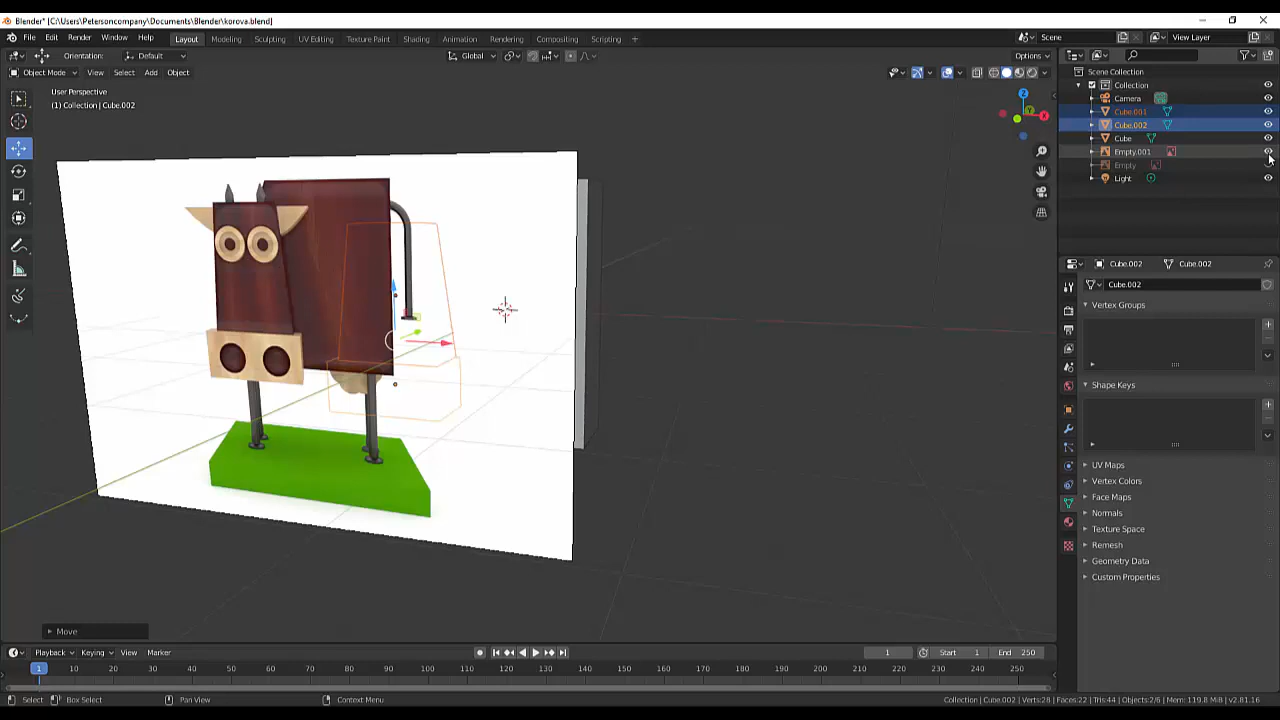 Blender* [C:\Users\Petersoncompany\Documents\Blender\korova.blend]
File Edit Render Window Help Layout Modeling Sculpting UV Editing Texture Paint Shading Animation Rendering Compositing Scripting + Scene View Layer
Orientation: Default Global Options
Object Mode View Select Add Object
User Perspective
(1) Collection | Cube.002
Z
Y
X
Move
Scene Collection
Collection
Camera
Cube.001
Cube.002
Cube
Empty.001
Empty
Light
Cube.002 Cube.002
Cube.002
Vertex Groups
Shape Keys
UV Maps
Vertex Colors
Face Maps
Normals
Texture Space
Remesh
Geometry Data
Custom Properties
Playback Keying View Marker 1 Start 1 End 250
1 10 20 30 40 50 60 70 80 90 100 110 120 130 140 150 160 170 180 190 200 210 220 230 240 250
Select Box Select Pan View Context Menu Collection | Cube.002 | Verts:28 | Faces:22 | Tris:44 | Objects:2/6 | Mem: 119.8 MiB | v2.81.16